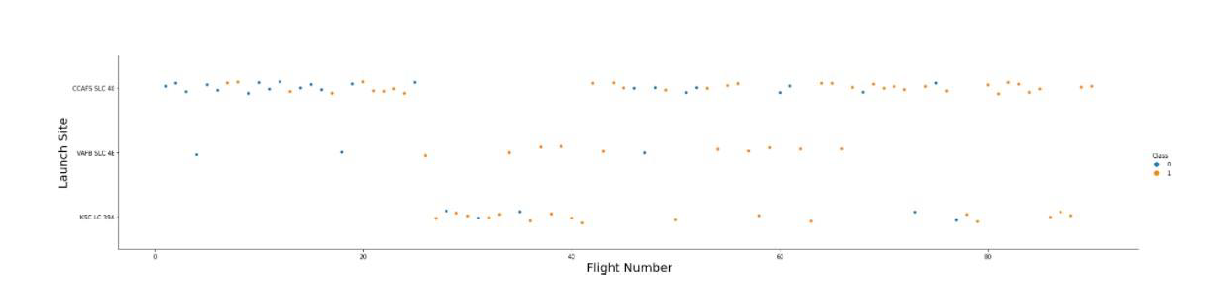 CCAFS SLC 40
VAFB SLC 4E
KSC LC 39A
Launch Site
0 20 40 60 80
Flight Number
Class
0
1